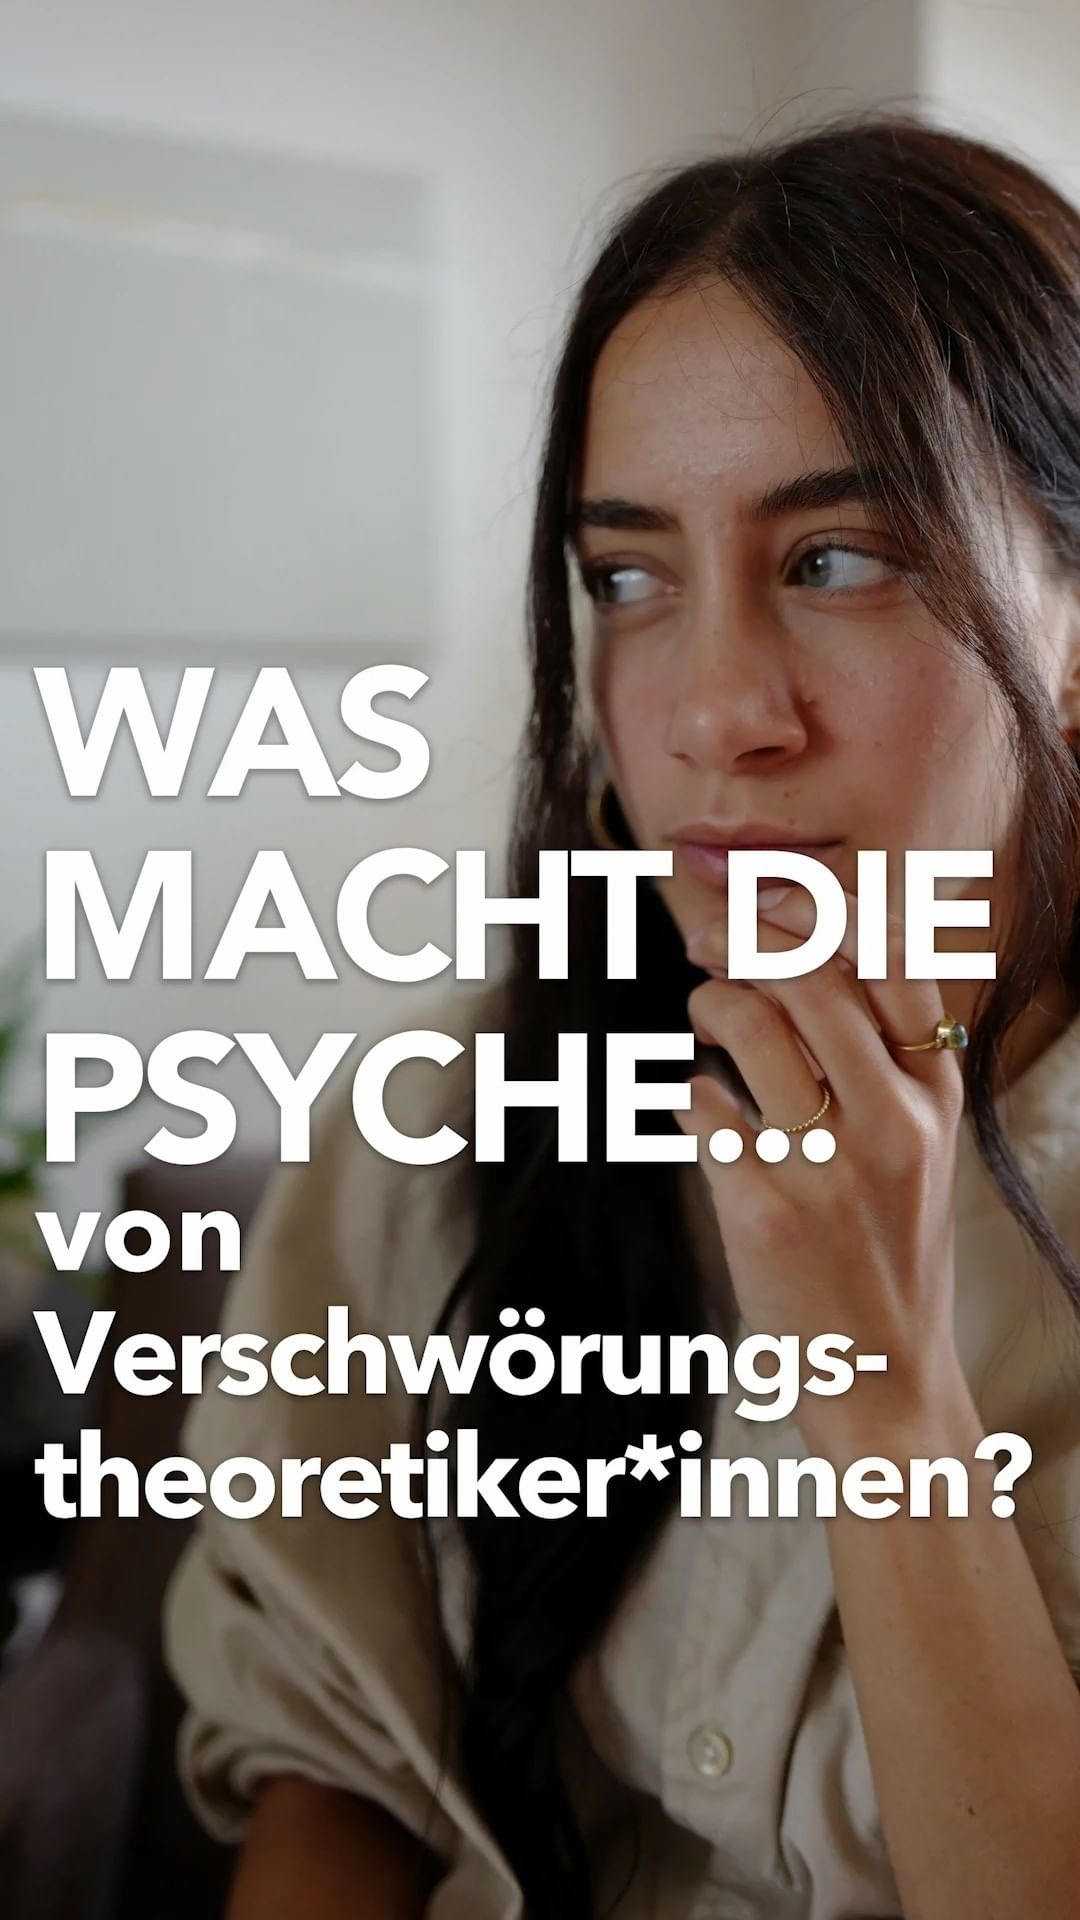 WAS
MACHT DIE
PSYCHE...
von
Verschwörungs-
theoretiker*innen?